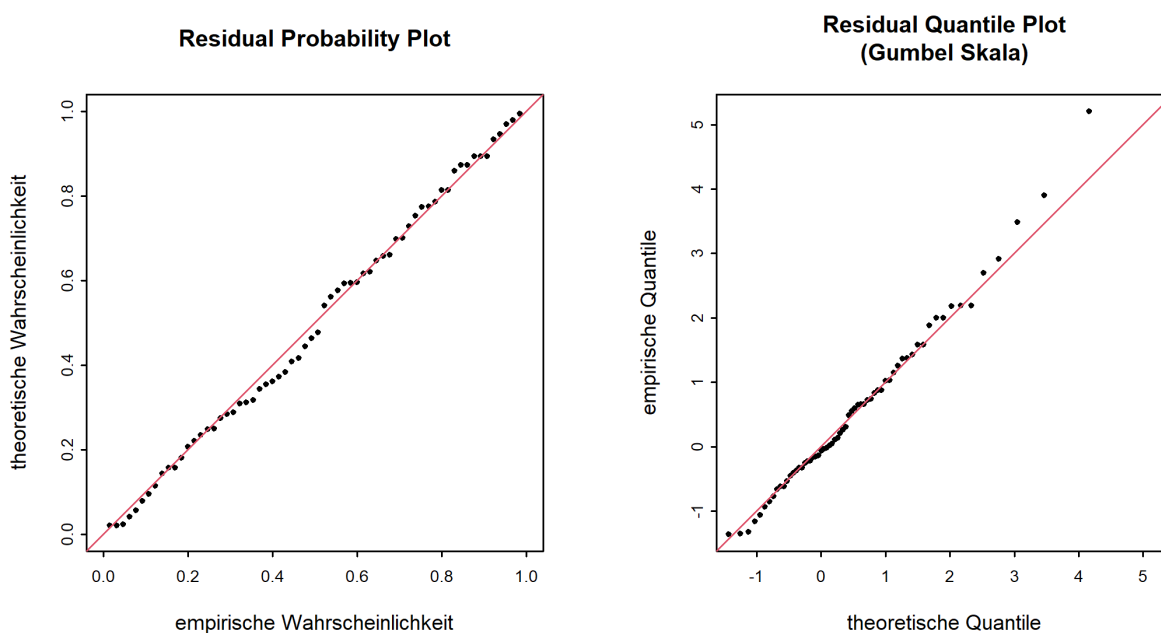 Residual Probability Plot
theoretische Wahrscheinlichkeit
1.0
0.8
0.6
0.4
0.2
0.0
0.0 0.2 0.4 0.6 0.8 1.0
empirische Wahrscheinlichkeit
Residual Quantile Plot
(Gumbel Skala)
empirische Quantile
5
4
3
2
1
0
-1
-1 0 1 2 3 4 5
theoretische Quantile